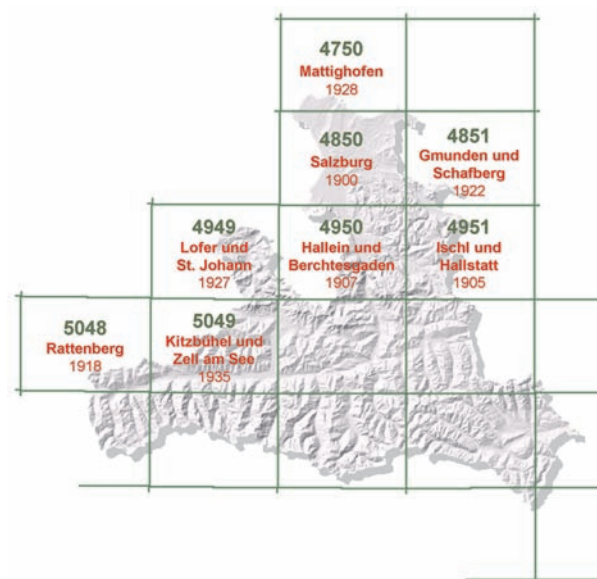 4750
Mattighofen
1928
4850
Salzburg
1900
4851
Gmunden und
Schafberg
1922
4949
Lofer und
St. Johann
1927
4950
Hallein und
Berchtesgaden
1907
4951
Ischl und
Hallstatt
1905
5048
Rattenberg
1918
5049
Kitzbühel und
Zell am See
1935